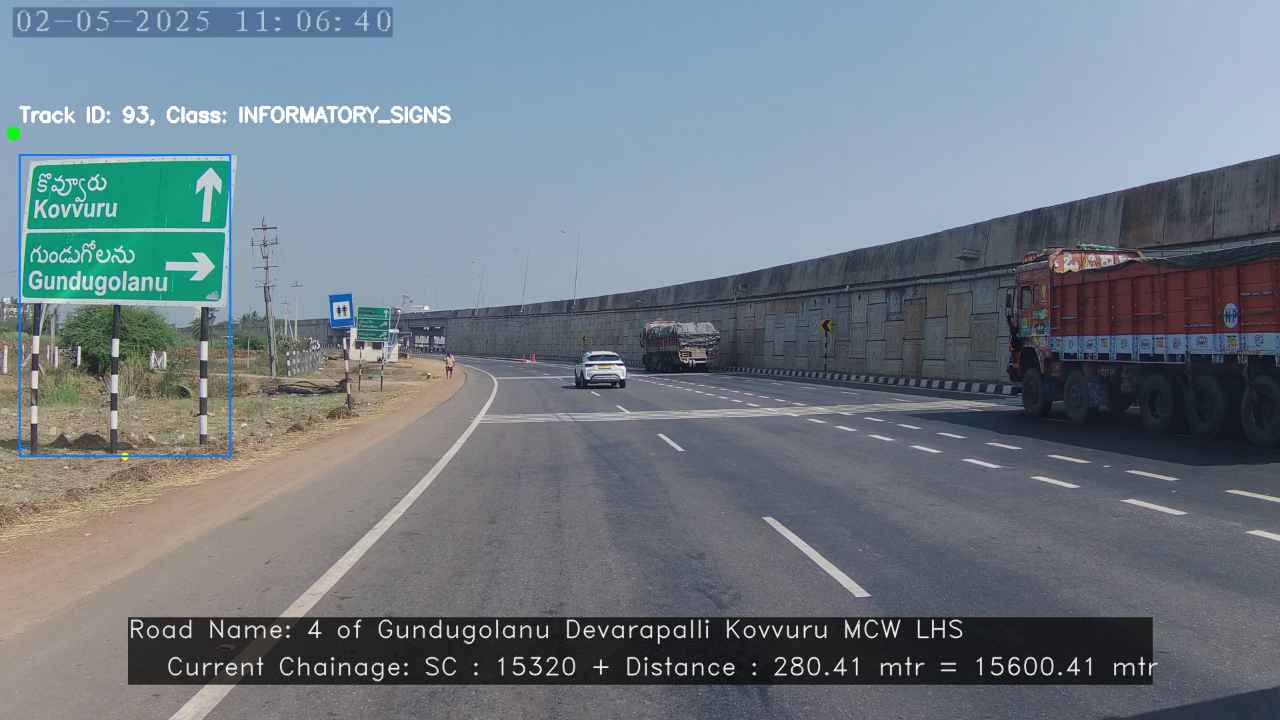 02-05-2025 11:06:40
Track ID: 93, Class: INFORMATORY_SIGNS
కొవ్వూరు
Kovvuru
గుండుగోలను
Gundugolanu
Road Name: 4 of Gundugolanu Devarapalli Kovvuru MCW LHS
Current Chainage: SC : 15320 + Distance : 280.41 mtr = 15600.41 mtr